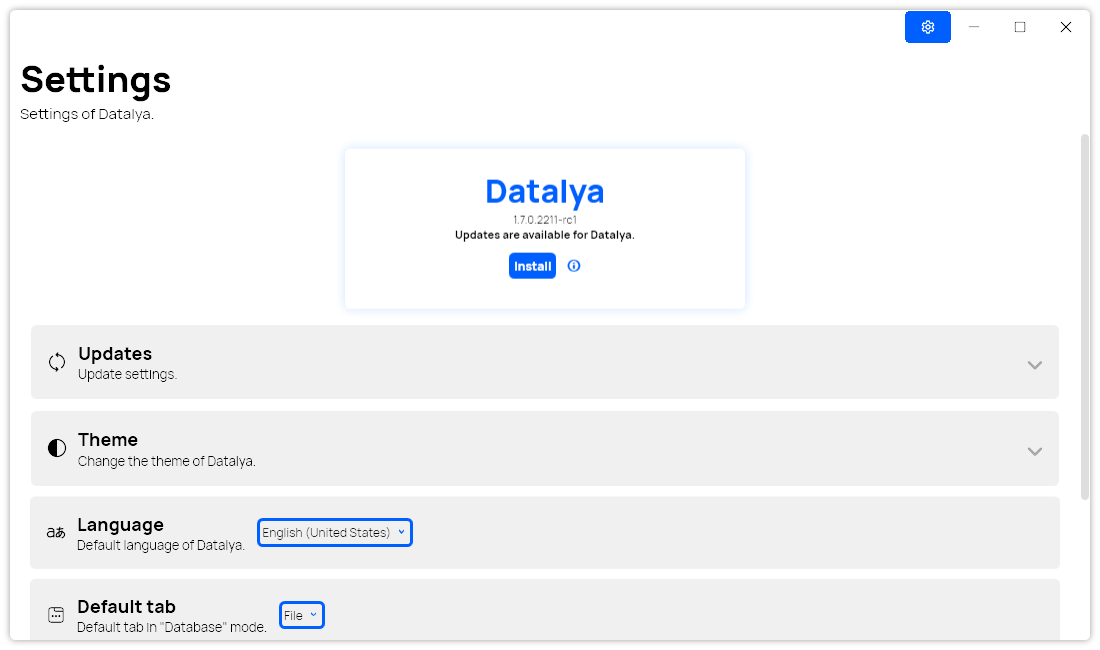 Settings
Settings of Datalya.
Datalya
1.7.0.2211-rc1
Updates are available for Datalya.
Install
Updates
Update settings.
Theme
Change the theme of Datalya.
aあ
Language
Default language of Datalya.
English (United States)
Default tab
Default tab in "Database" mode.
File